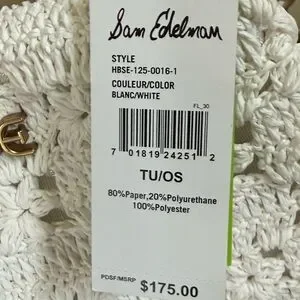 Sam Edelman
STYLE
HBSE-125-0016-1
COULEUR/COLOR
BLANC/WHITE
FL_30
7 01819 24251 2
TU/OS
80%Paper,20%Polyurethane
100%Polyester
PDSF/MSRP $175.00